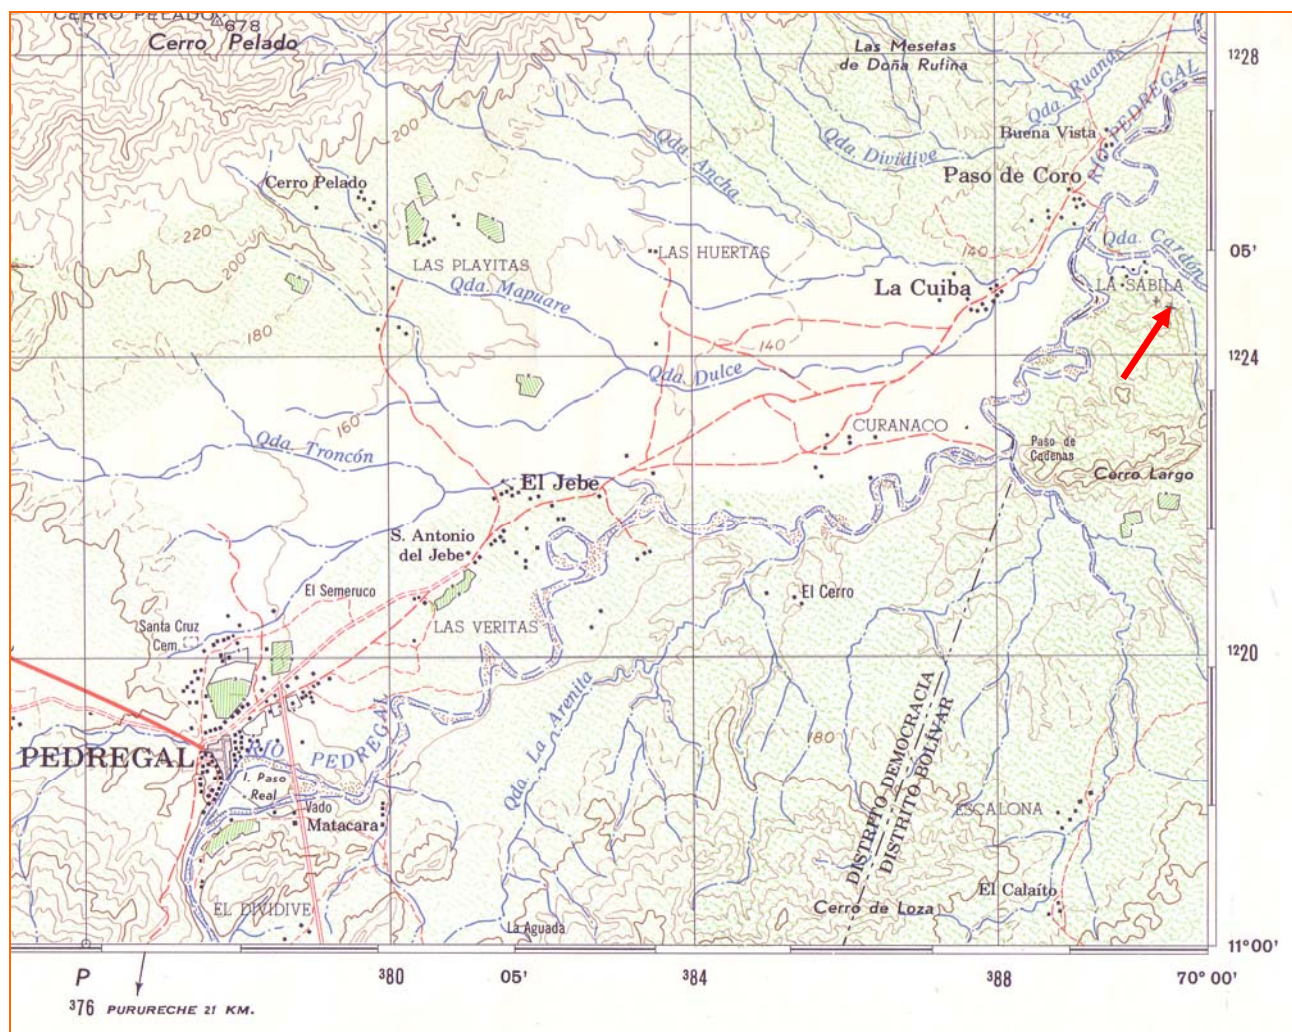 CERRO PELADO
678
Cerro Pelado
Las Mesetas
de Doña Rufina
Qda. Ruanas
1228
RIO PEDREGAL
Buena Vista
Qda. Ancha
Qda. Dividive
200
Paso de Coro
Cerro Pelado
220
200
LAS HUERTAS
140
Qda. Cardón
05'
LAS PLAYITAS
Qda. Mapuare
La Cuiba
LA SABILA
180
140
1224
Qda. Dulce
160
CURANACO
Qda. Troncón
Paso de
Cadenas
Cerro Largo
El Jebe
S. Antonio
del Jebe
El Semeruco
El Cerro
Santa Cruz
Cem.
LAS VERITAS
1220
Qda. La Arenita
DISTRITO DEMOCRACIA
DISTRITO BOLÍVAR
180
PEDREGAL
RIO PEDREGAL
I. Paso
Real
Vado
Matacara
ESCALONA
El Calaíto
EL DIVIDIVE
La Aguada
Cerro de Loza
11°00'
P
380
05'
384
388
70°00'
376
PURURECHE 21 KM.